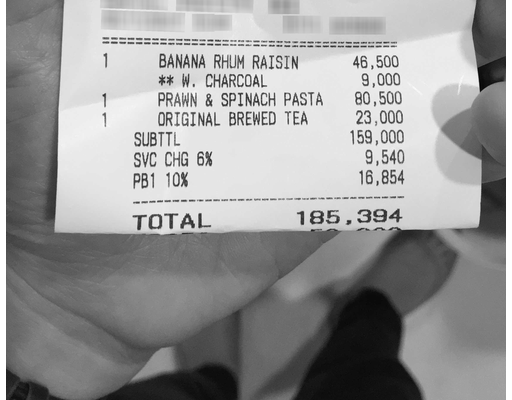 1 BANANA RHUM RAISIN 46,500
** W. CHARCOAL 9,000
1 PRAWN & SPINACH PASTA 80,500
1 ORIGINAL BREWED TEA 23,000
SUBTTL 159,000
SVC CHG 6% 9,540
PB1 10% 16,854
TOTAL 185,394